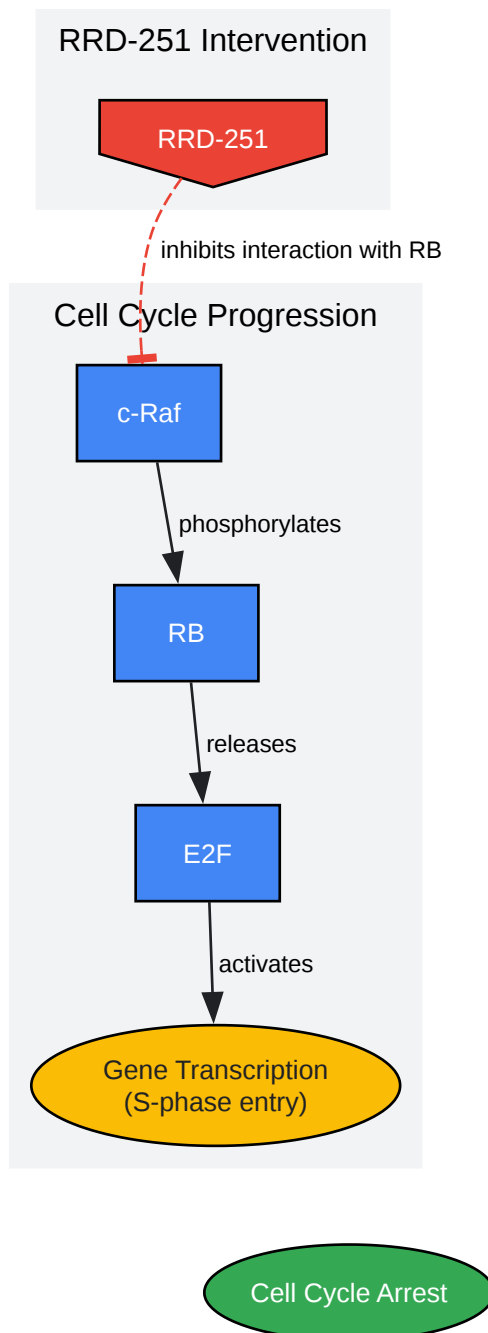 RRD-251 Intervention
RRD-251
inhibits interaction with RB
Cell Cycle Progression
c-Raf
phosphorylates
RB
releases
E2F
activates
Gene Transcription
(S-phase entry)
Cell Cycle Arrest